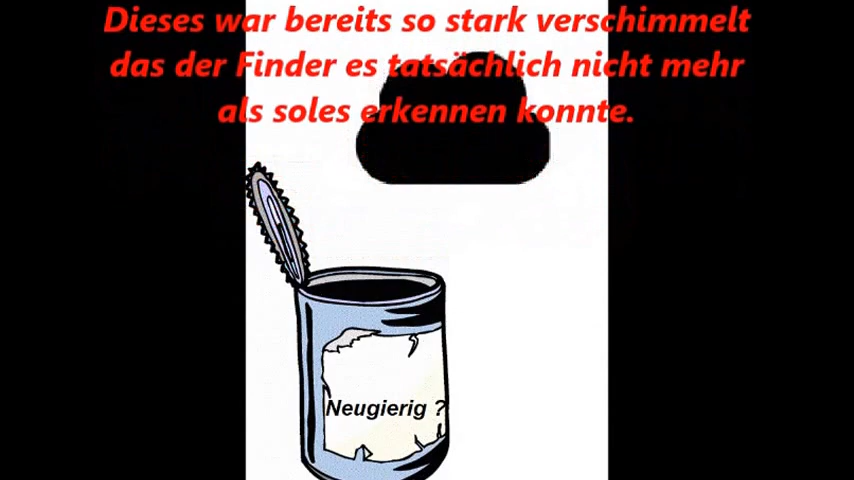 Dieses war bereits so stark verschimmelt
das der Finder es tatsächlich nicht mehr
als soles erkennen konnte.
Neugierig ?